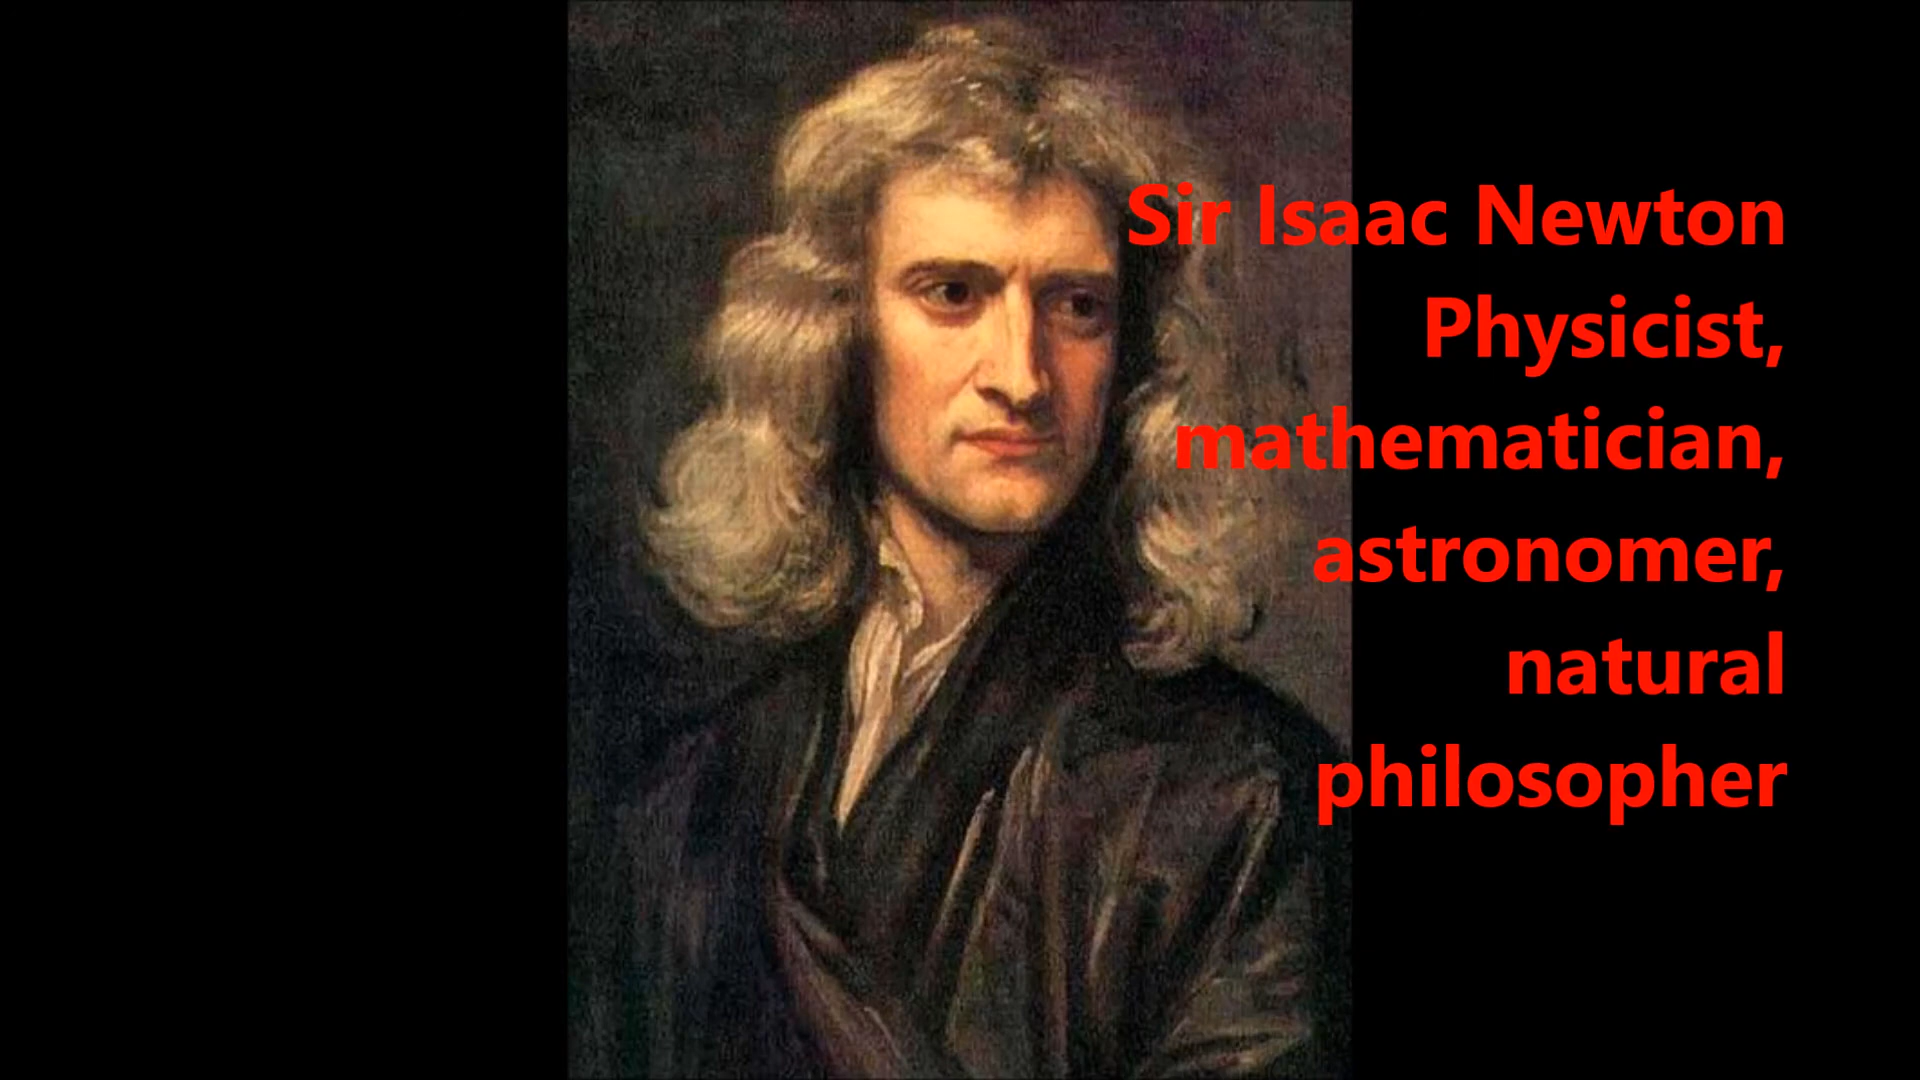 Sir Isaac Newton
Physicist,
mathematician,
astronomer,
natural
philosopher